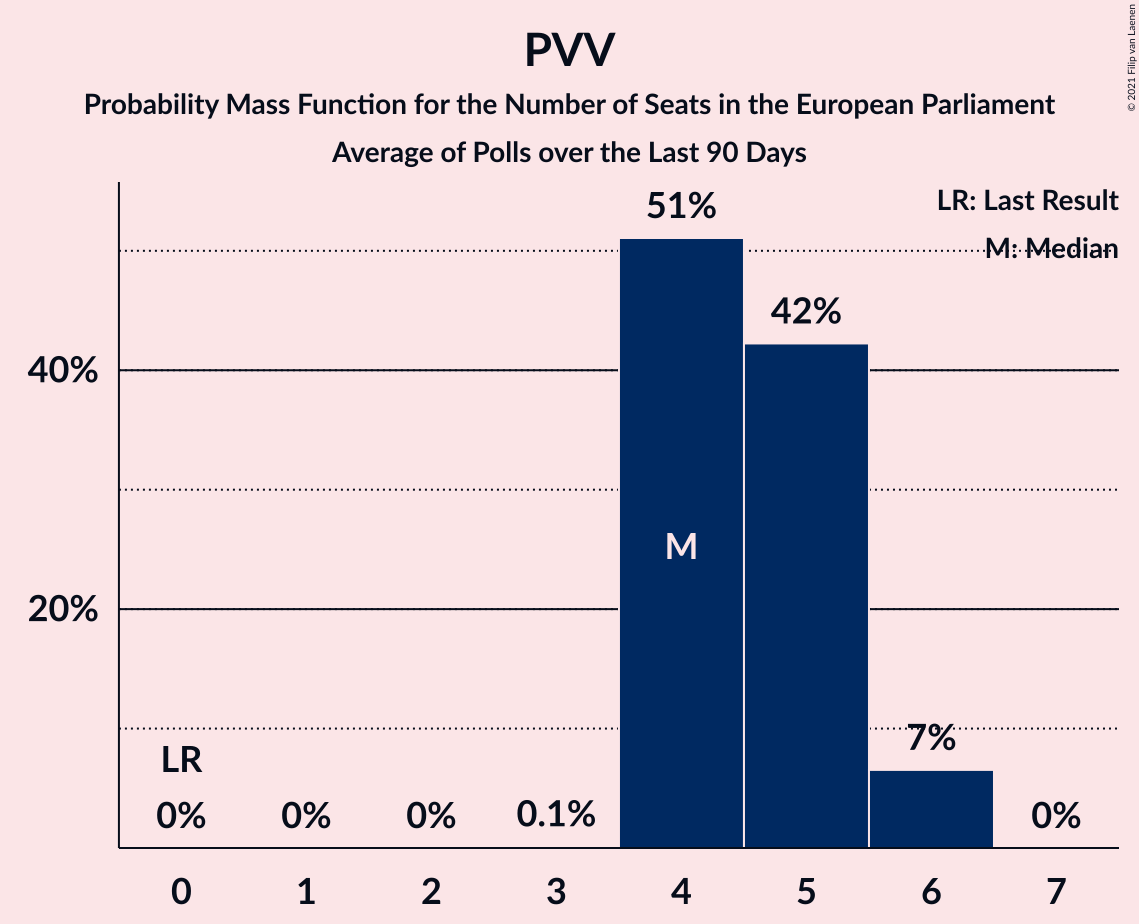 PVV
Probability Mass Function for the Number of Seats in the European Parliament
Average of Polls over the Last 90 Days
© 2021 Filip van Laenen
LR: Last Result
M: Median
51%
42%
40%
M
20%
7%
LR
0%
0%
0%
0.1%
0%
0
1
2
3
4
5
6
7